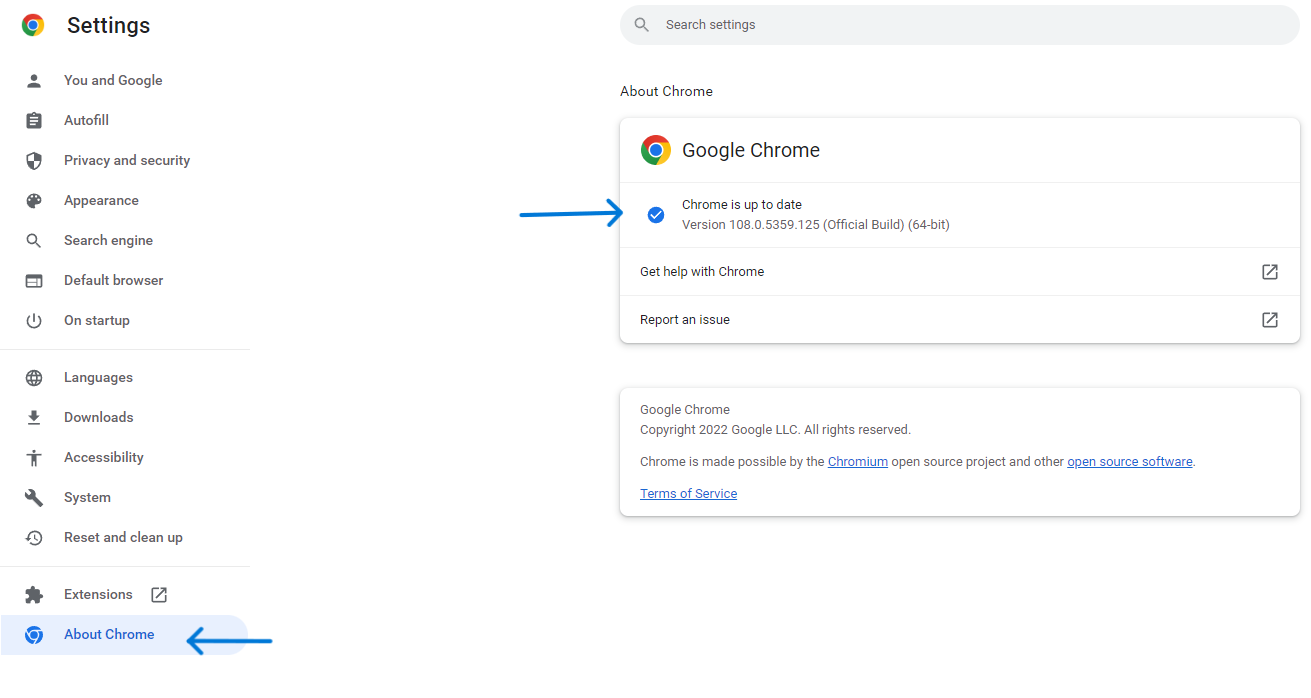 Settings
Search settings
You and Google
Autofill
Privacy and security
Appearance
Search engine
Default browser
On startup
Languages
Downloads
Accessibility
System
Reset and clean up
Extensions
About Chrome
About Chrome
Google Chrome
Chrome is up to date
Version 108.0.5359.125 (Official Build) (64-bit)
Get help with Chrome
Report an issue
Google Chrome
Copyright 2022 Google LLC. All rights reserved.
Chrome is made possible by the Chromium open source project and other open source software.
Terms of Service